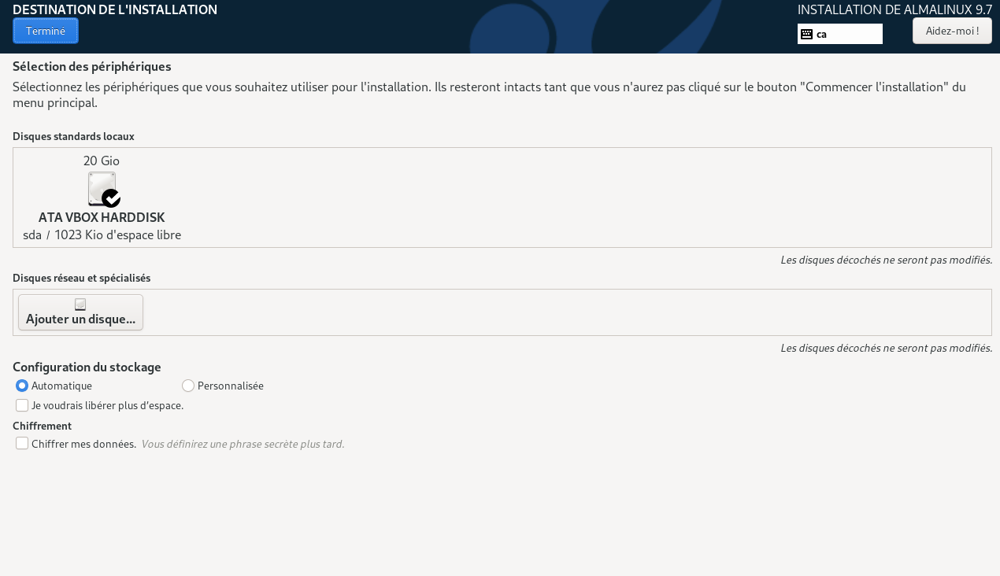 DESTINATION DE L'INSTALLATION
INSTALLATION DE ALMALINUX 9.7
Terminé
ca
Aidez-moi !
Sélection des périphériques
Sélectionnez les périphériques que vous souhaitez utiliser pour l'installation. Ils resteront intacts tant que vous n'aurez pas cliqué sur le bouton "Commencer l'installation" du
menu principal.
Disques standards locaux
20 Gio
ATA VBOX HARDDISK
sda / 1023 Kio d'espace libre
Les disques décochés ne seront pas modifiés.
Disques réseau et spécialisés
Ajouter un disque...
Les disques décochés ne seront pas modifiés.
Configuration du stockage
Automatique
Personnalisée
Je voudrais libérer plus d’espace.
Chiffrement
Chiffrer mes données. Vous définirez une phrase secrète plus tard.